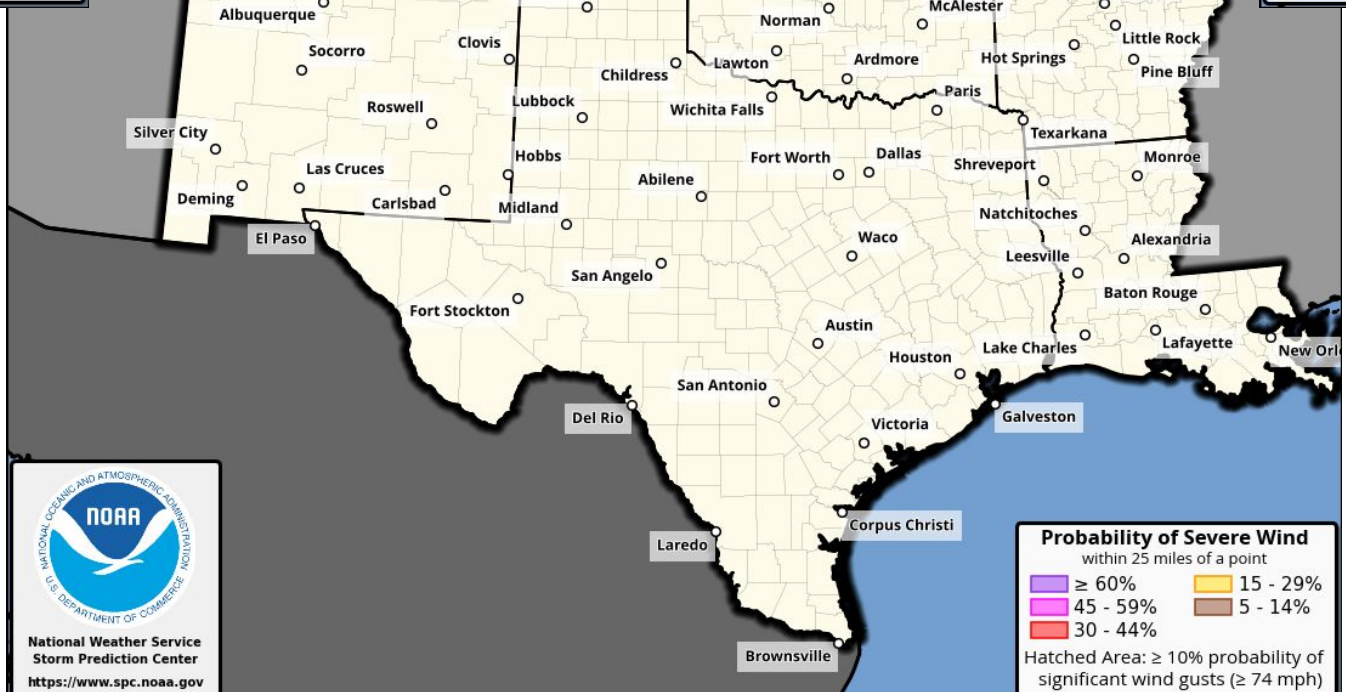 McAlester
Norman
Albuquerque
Little Rock
Clovis
Socorro
Hot Springs
Ardmore
Lawton
Childress
Pine Bluff
Paris
Lubbock
Roswell
Wichita Falls
Silver City
Texarkana
Hobbs
Fort Worth
Dallas
Monroe
Shreveport
Las Cruces
Abilene
Deming
Carlsbad
Midland
Natchitoches
El Paso
Waco
Alexandria
Leesville
San Angelo
Baton Rouge
Fort Stockton
Austin
Lafayette
Lake Charles
New Orl
Houston
San Antonio
Del Rio
Galveston
Victoria
Corpus Christi
Laredo
Brownsville
NATIONAL OCEANIC AND ATMOSPHERIC ADMINISTRATION
NOAA
U.S. DEPARTMENT OF COMMERCE
National Weather Service
Storm Prediction Center
https://www.spc.noaa.gov
Probability of Severe Wind
within 25 miles of a point
≥ 60%
15 - 29%
45 - 59%
5 - 14%
30 - 44%
Hatched Area: ≥ 10% probability of
significant wind gusts (≥ 74 mph)